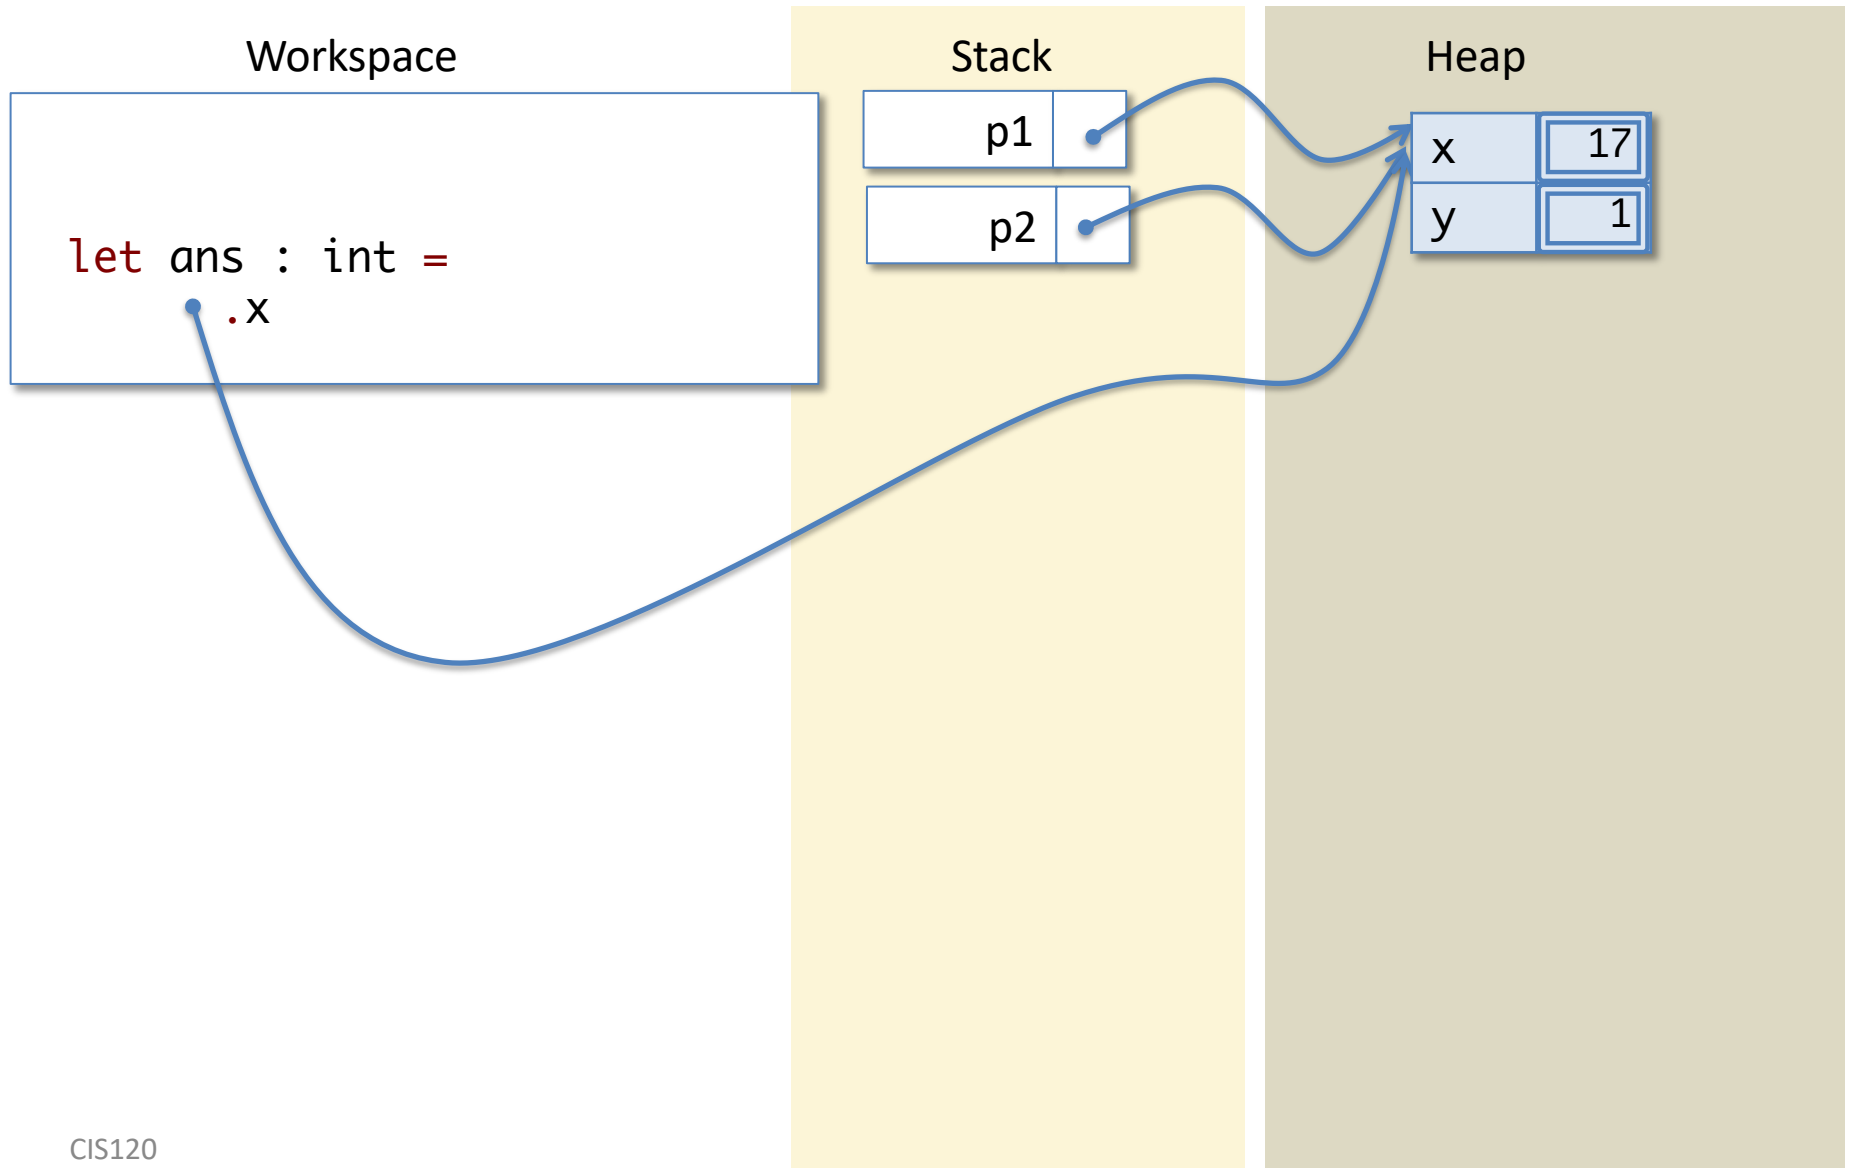 Workspace
Stack
Heap
let ans : int =
.x
p1
p2
x 17
y 1
CIS120